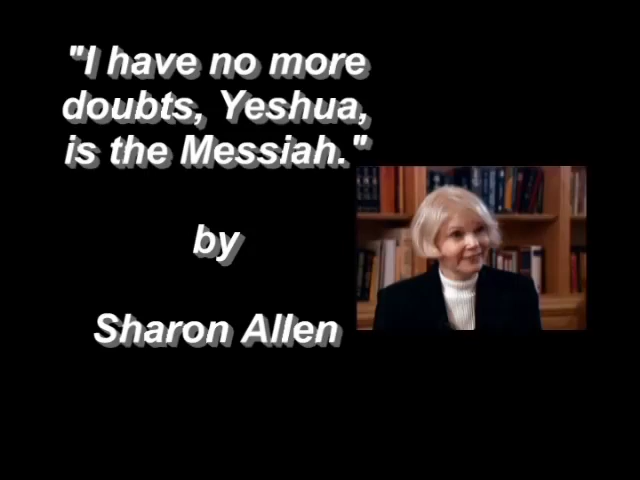 "I have no more
doubts, Yeshua,
is the Messiah."
by
Sharon Allen